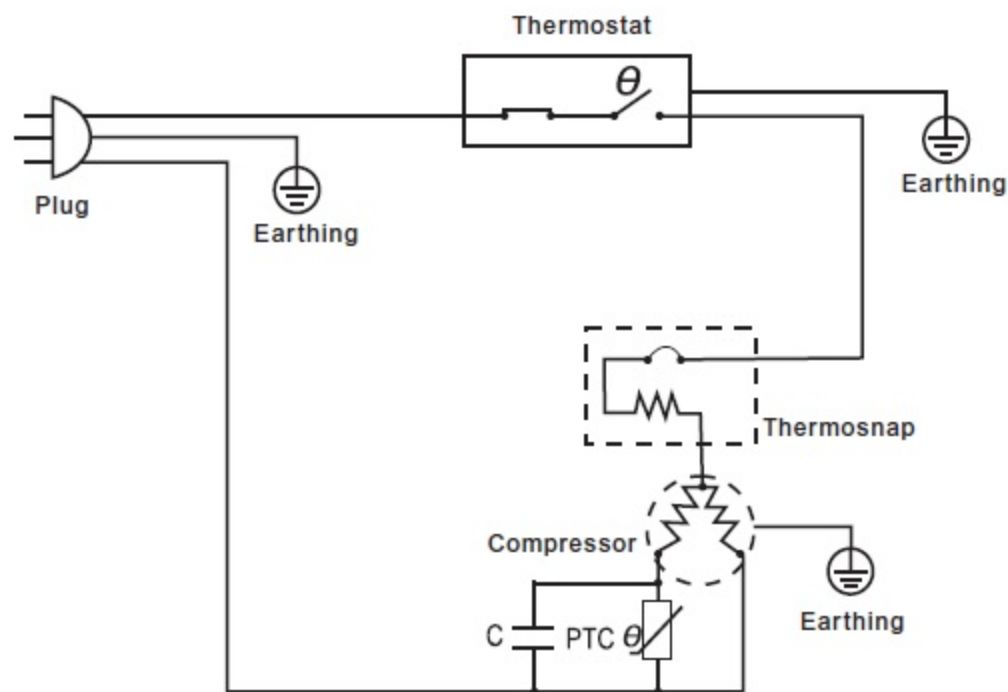 Thermostat
θ
Plug
Earthing
Earthing
Thermosnap
Compressor
Earthing
C PTC θ